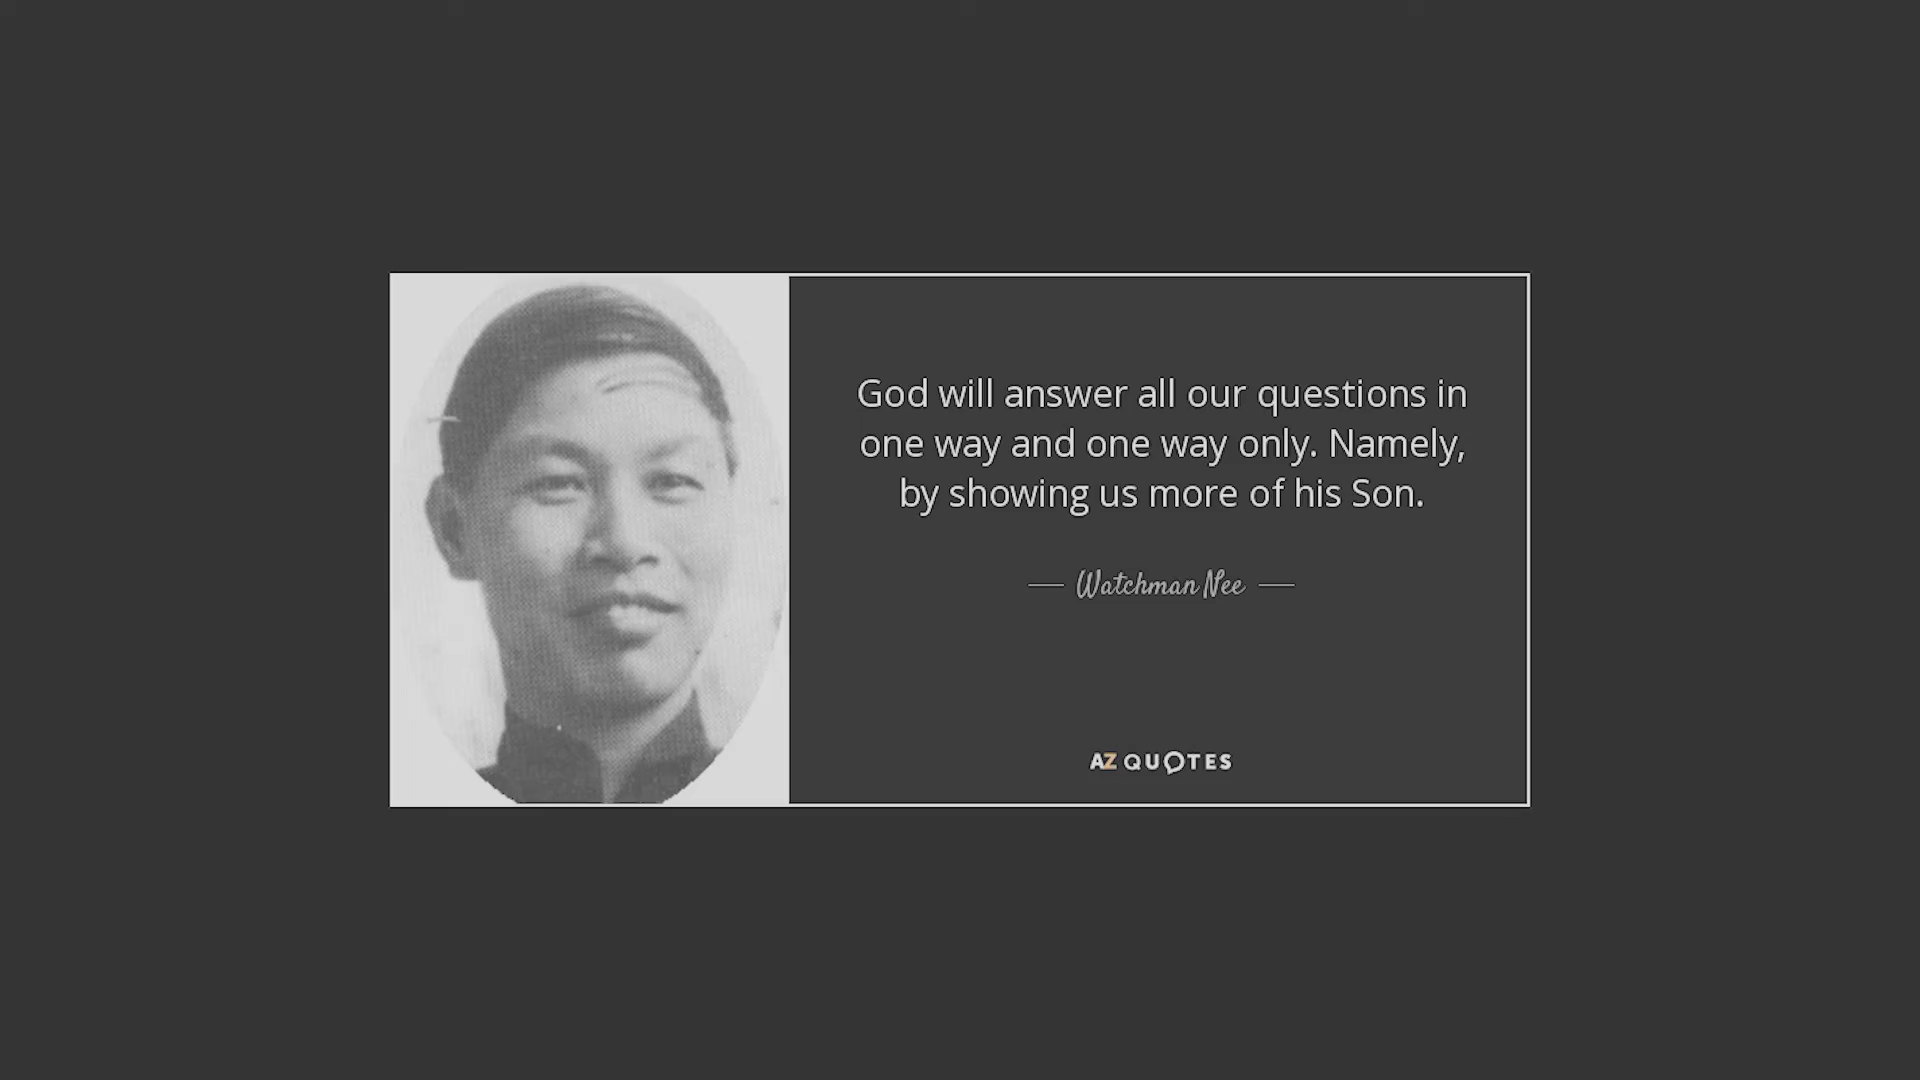 God will answer all our questions in
one way and one way only. Namely,
by showing us more of his Son.
Watchman Nee
AZ QUOTES